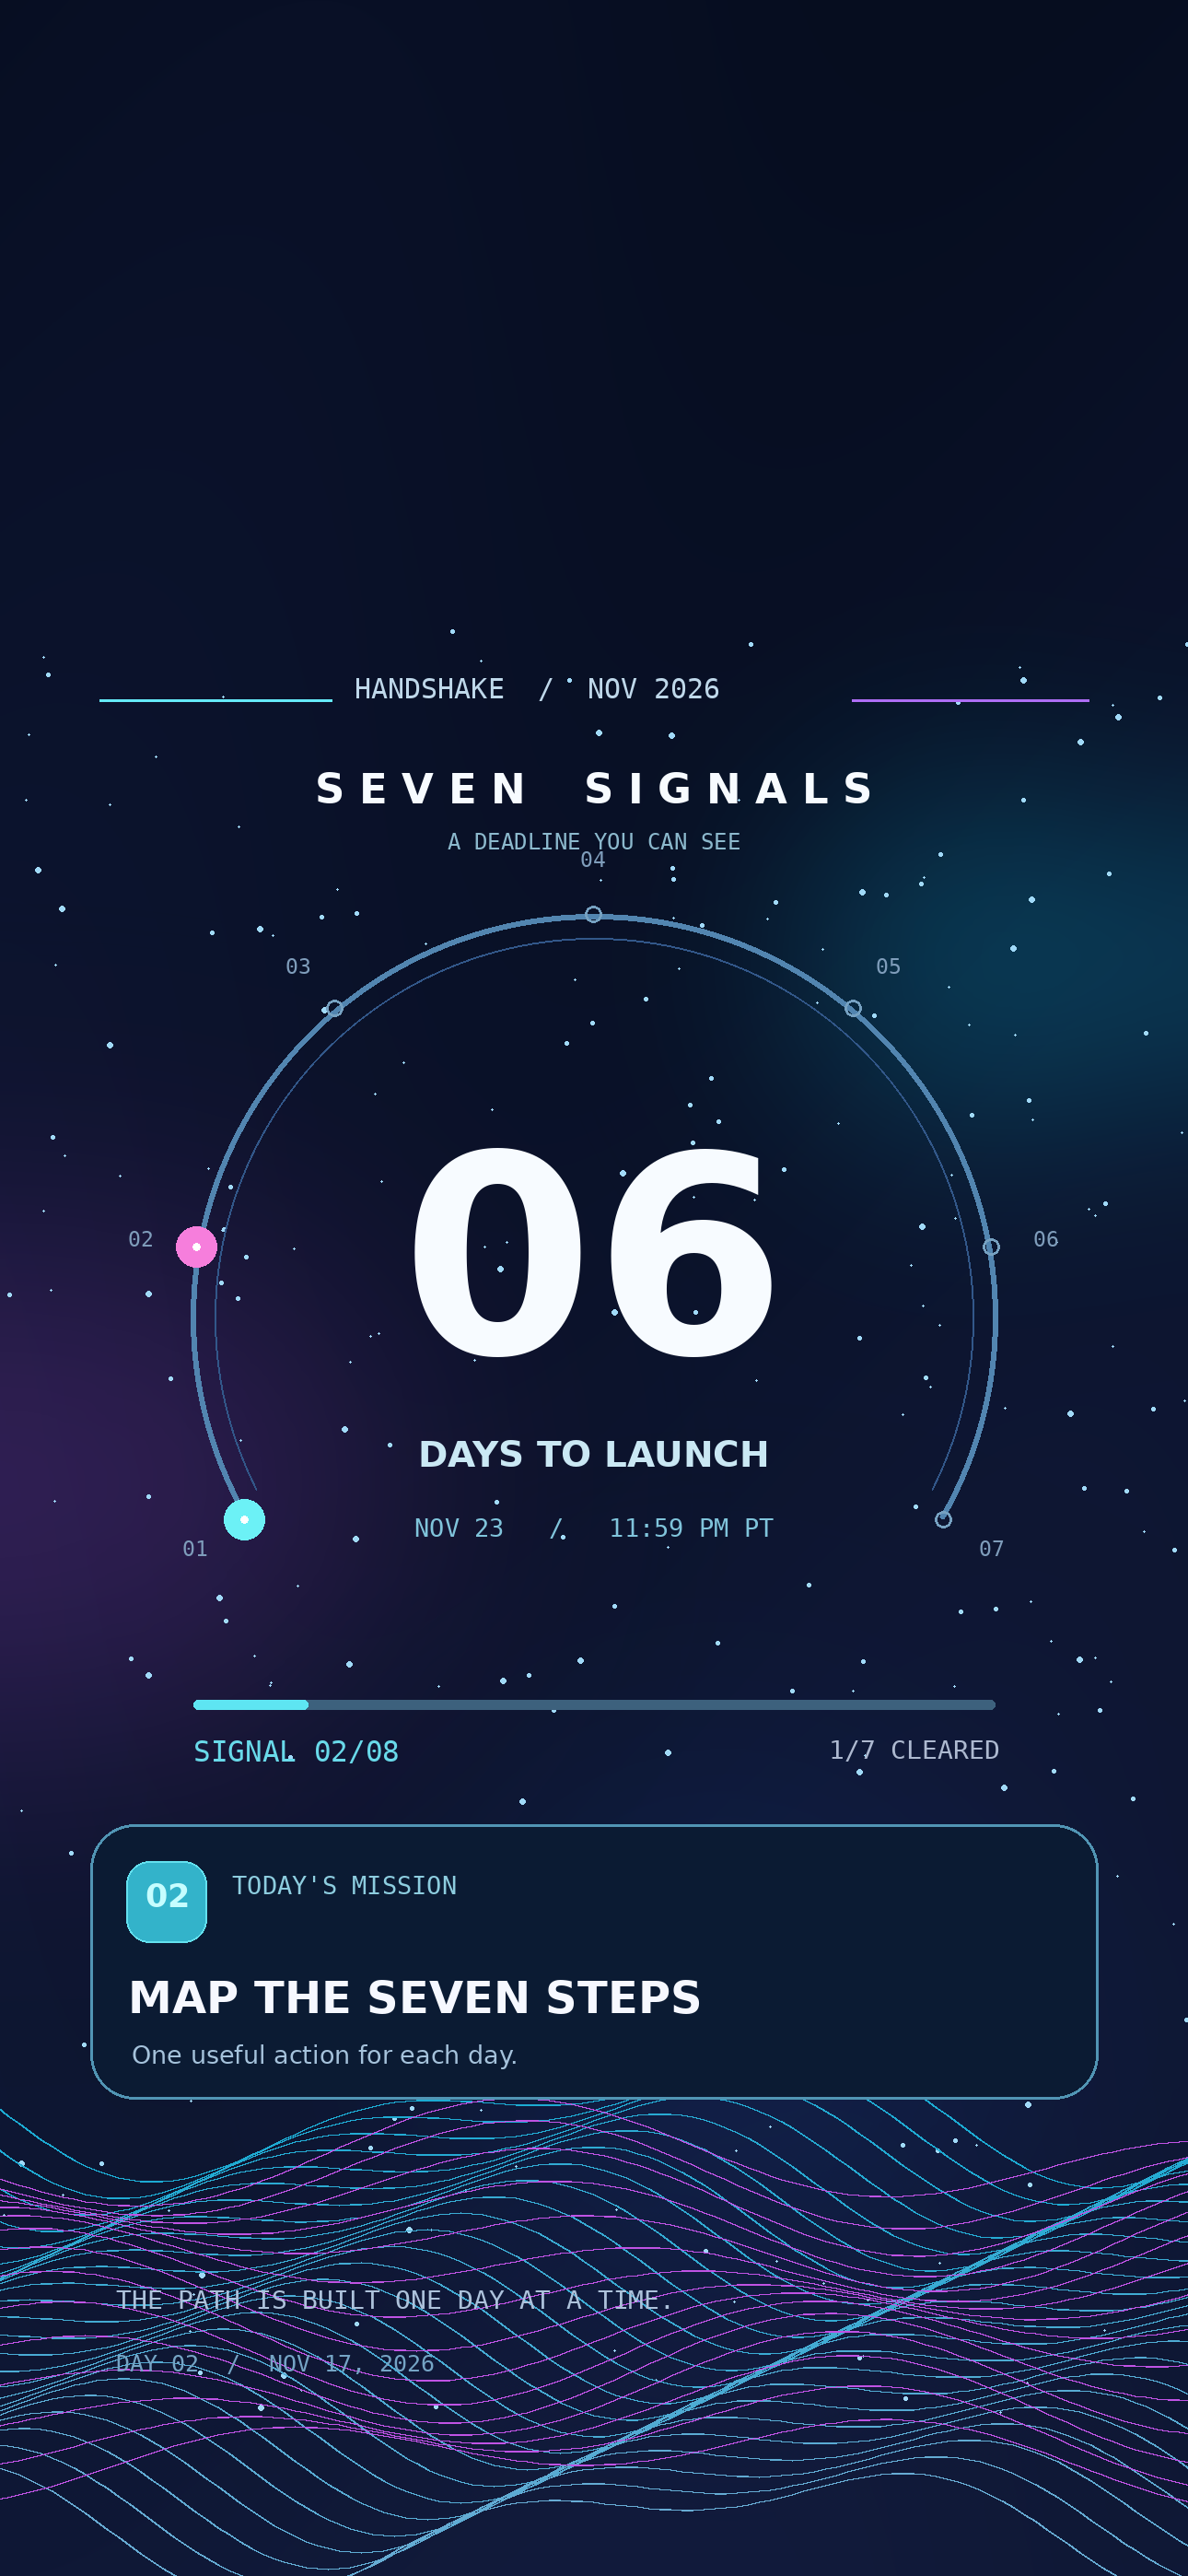 HANDSHAKE / NOV 2026
SEVEN SIGNALS
A DEADLINE YOU CAN SEE
04
03
05
02
06
06
DAYS TO LAUNCH
NOV 23 / 11:59 PM PT
01
07
SIGNAL 02/08
1/7 CLEARED
02
TODAY'S MISSION
MAP THE SEVEN STEPS
One useful action for each day.
THE PATH IS BUILT ONE DAY AT A TIME.
DAY 02 / NOV 17, 2026